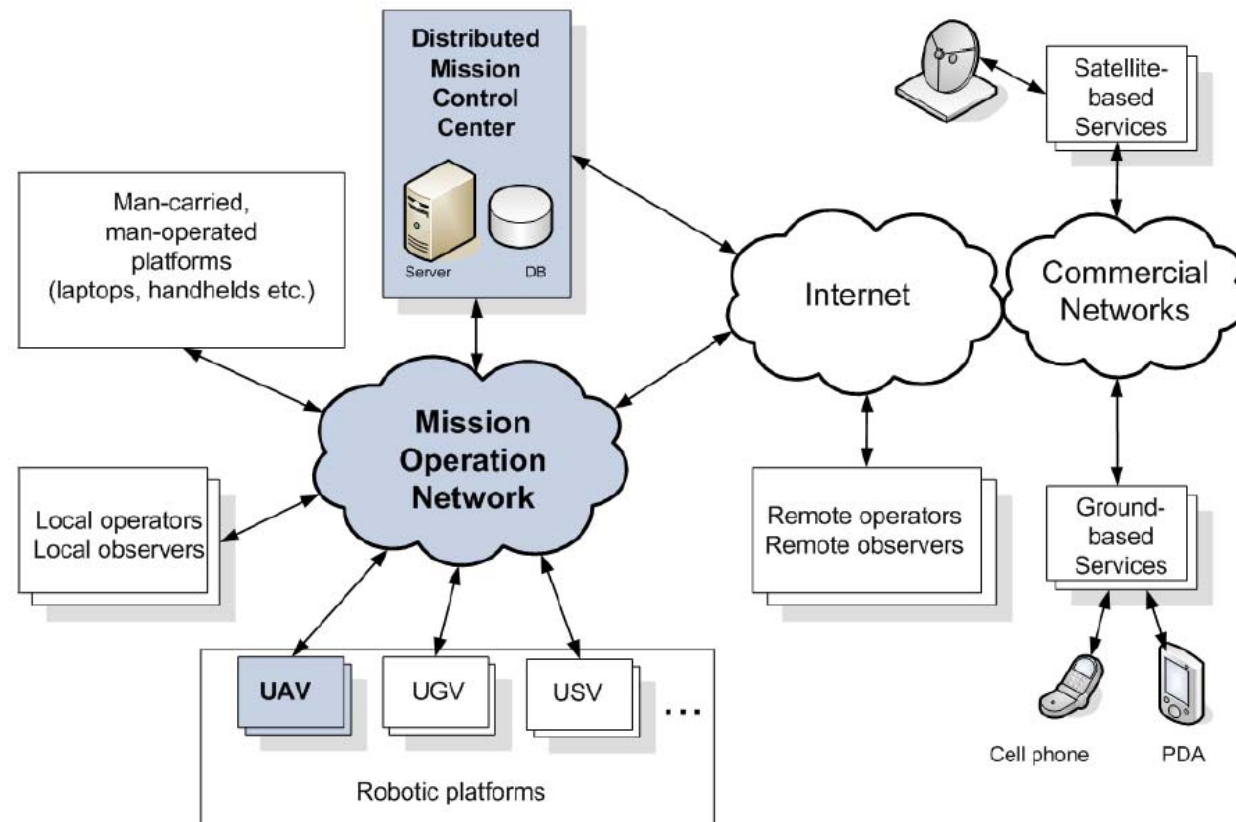 Distributed
Mission
Control
Center
Server
DB
Satellite-
based
Services
Man-carried,
man-operated
platforms
(laptops, handhelds etc.)
Internet
Commercial
Networks
Mission
Operation
Network
Local operators
Local observers
Remote operators
Remote observers
Ground-
based
Services
UAV
UGV
USV
...
Robotic platforms
Cell phone
PDA